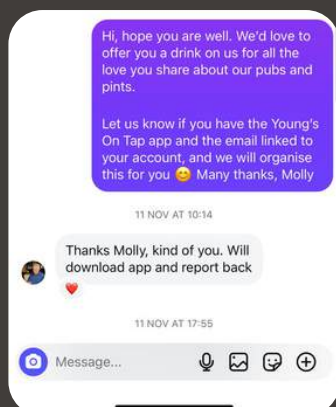 Hi, hope you are well. We'd love to
offer you a drink on us for all the
love you share about our pubs and
pints.
Let us know if you have the Young's
On Tap app and the email linked to
your account, and we will organise
this for you 😊 Many thanks, Molly
11 NOV AT 10:14
Thanks Molly, kind of you. Will
download app and report back
11 NOV AT 17:55
Message...